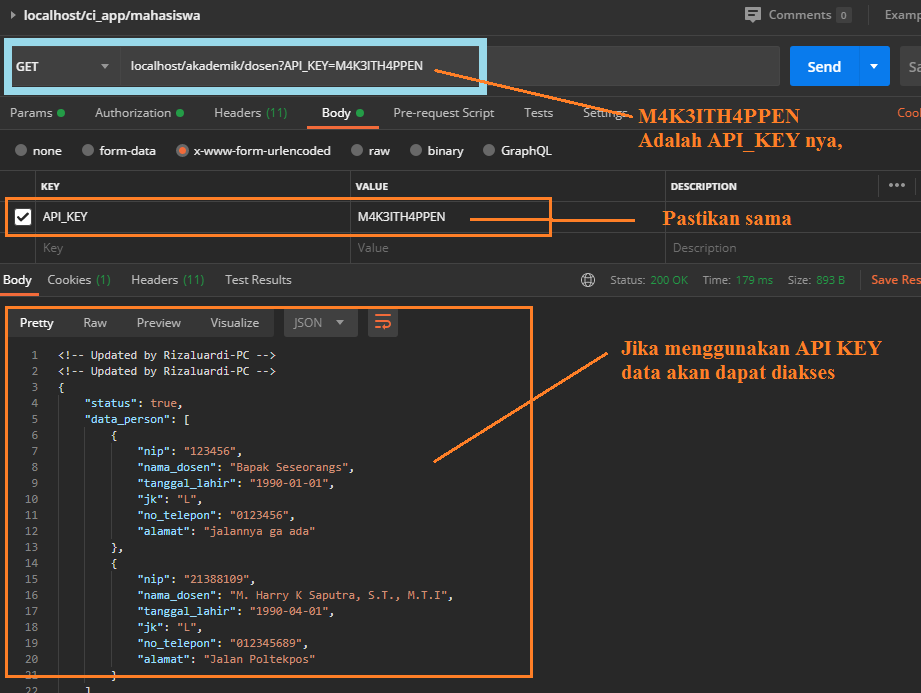 localhost/ci_app/mahasiswa
Comments 0
Examp
GET
localhost/akademik/dosen?API_KEY=M4K3ITH4PPEN
Send
Sa
Params
Authorization
Headers (11)
Body
Pre-request Script
Tests
Settings
Cool
M4K3ITH4PPEN
Adalah API_KEY nya,
none
form-data
x-www-form-urlencoded
raw
binary
GraphQL
KEY
VALUE
DESCRIPTION
API_KEY
M4K3ITH4PPEN
Pastikan sama
Key
Value
Description
Body
Cookies (1)
Headers (11)
Test Results
Status: 200 OK
Time: 179 ms
Size: 893 B
Save Res
Pretty
Raw
Preview
Visualize
JSON
Jika menggunakan API KEY
data akan dapat diakses
1 <!-- Updated by Rizaluardi-PC -->
2 <!-- Updated by Rizaluardi-PC -->
3 {
4 "status": true,
5 "data_person": [
6 {
7 "nip": "123456",
8 "nama_dosen": "Bapak Seseorangs",
9 "tanggal_lahir": "1990-01-01",
10 "jk": "L",
11 "no_telepon": "0123456",
12 "alamat": "jalannya ga ada"
13 },
14 {
15 "nip": "21388109",
16 "nama_dosen": "M. Harry K Saputra, S.T., M.T.I",
17 "tanggal_lahir": "1990-04-01",
18 "jk": "L",
19 "no_telepon": "012345689",
20 "alamat": "Jalan Poltekpos"
21 }
22 ]